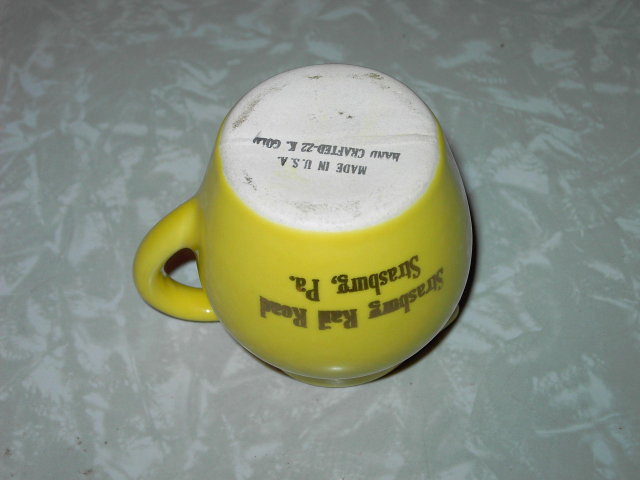 HAND CRAFTED-22 K. GOLD
MADE IN U.S.A.
Strasburg Rail Road
Strasburg, Pa.